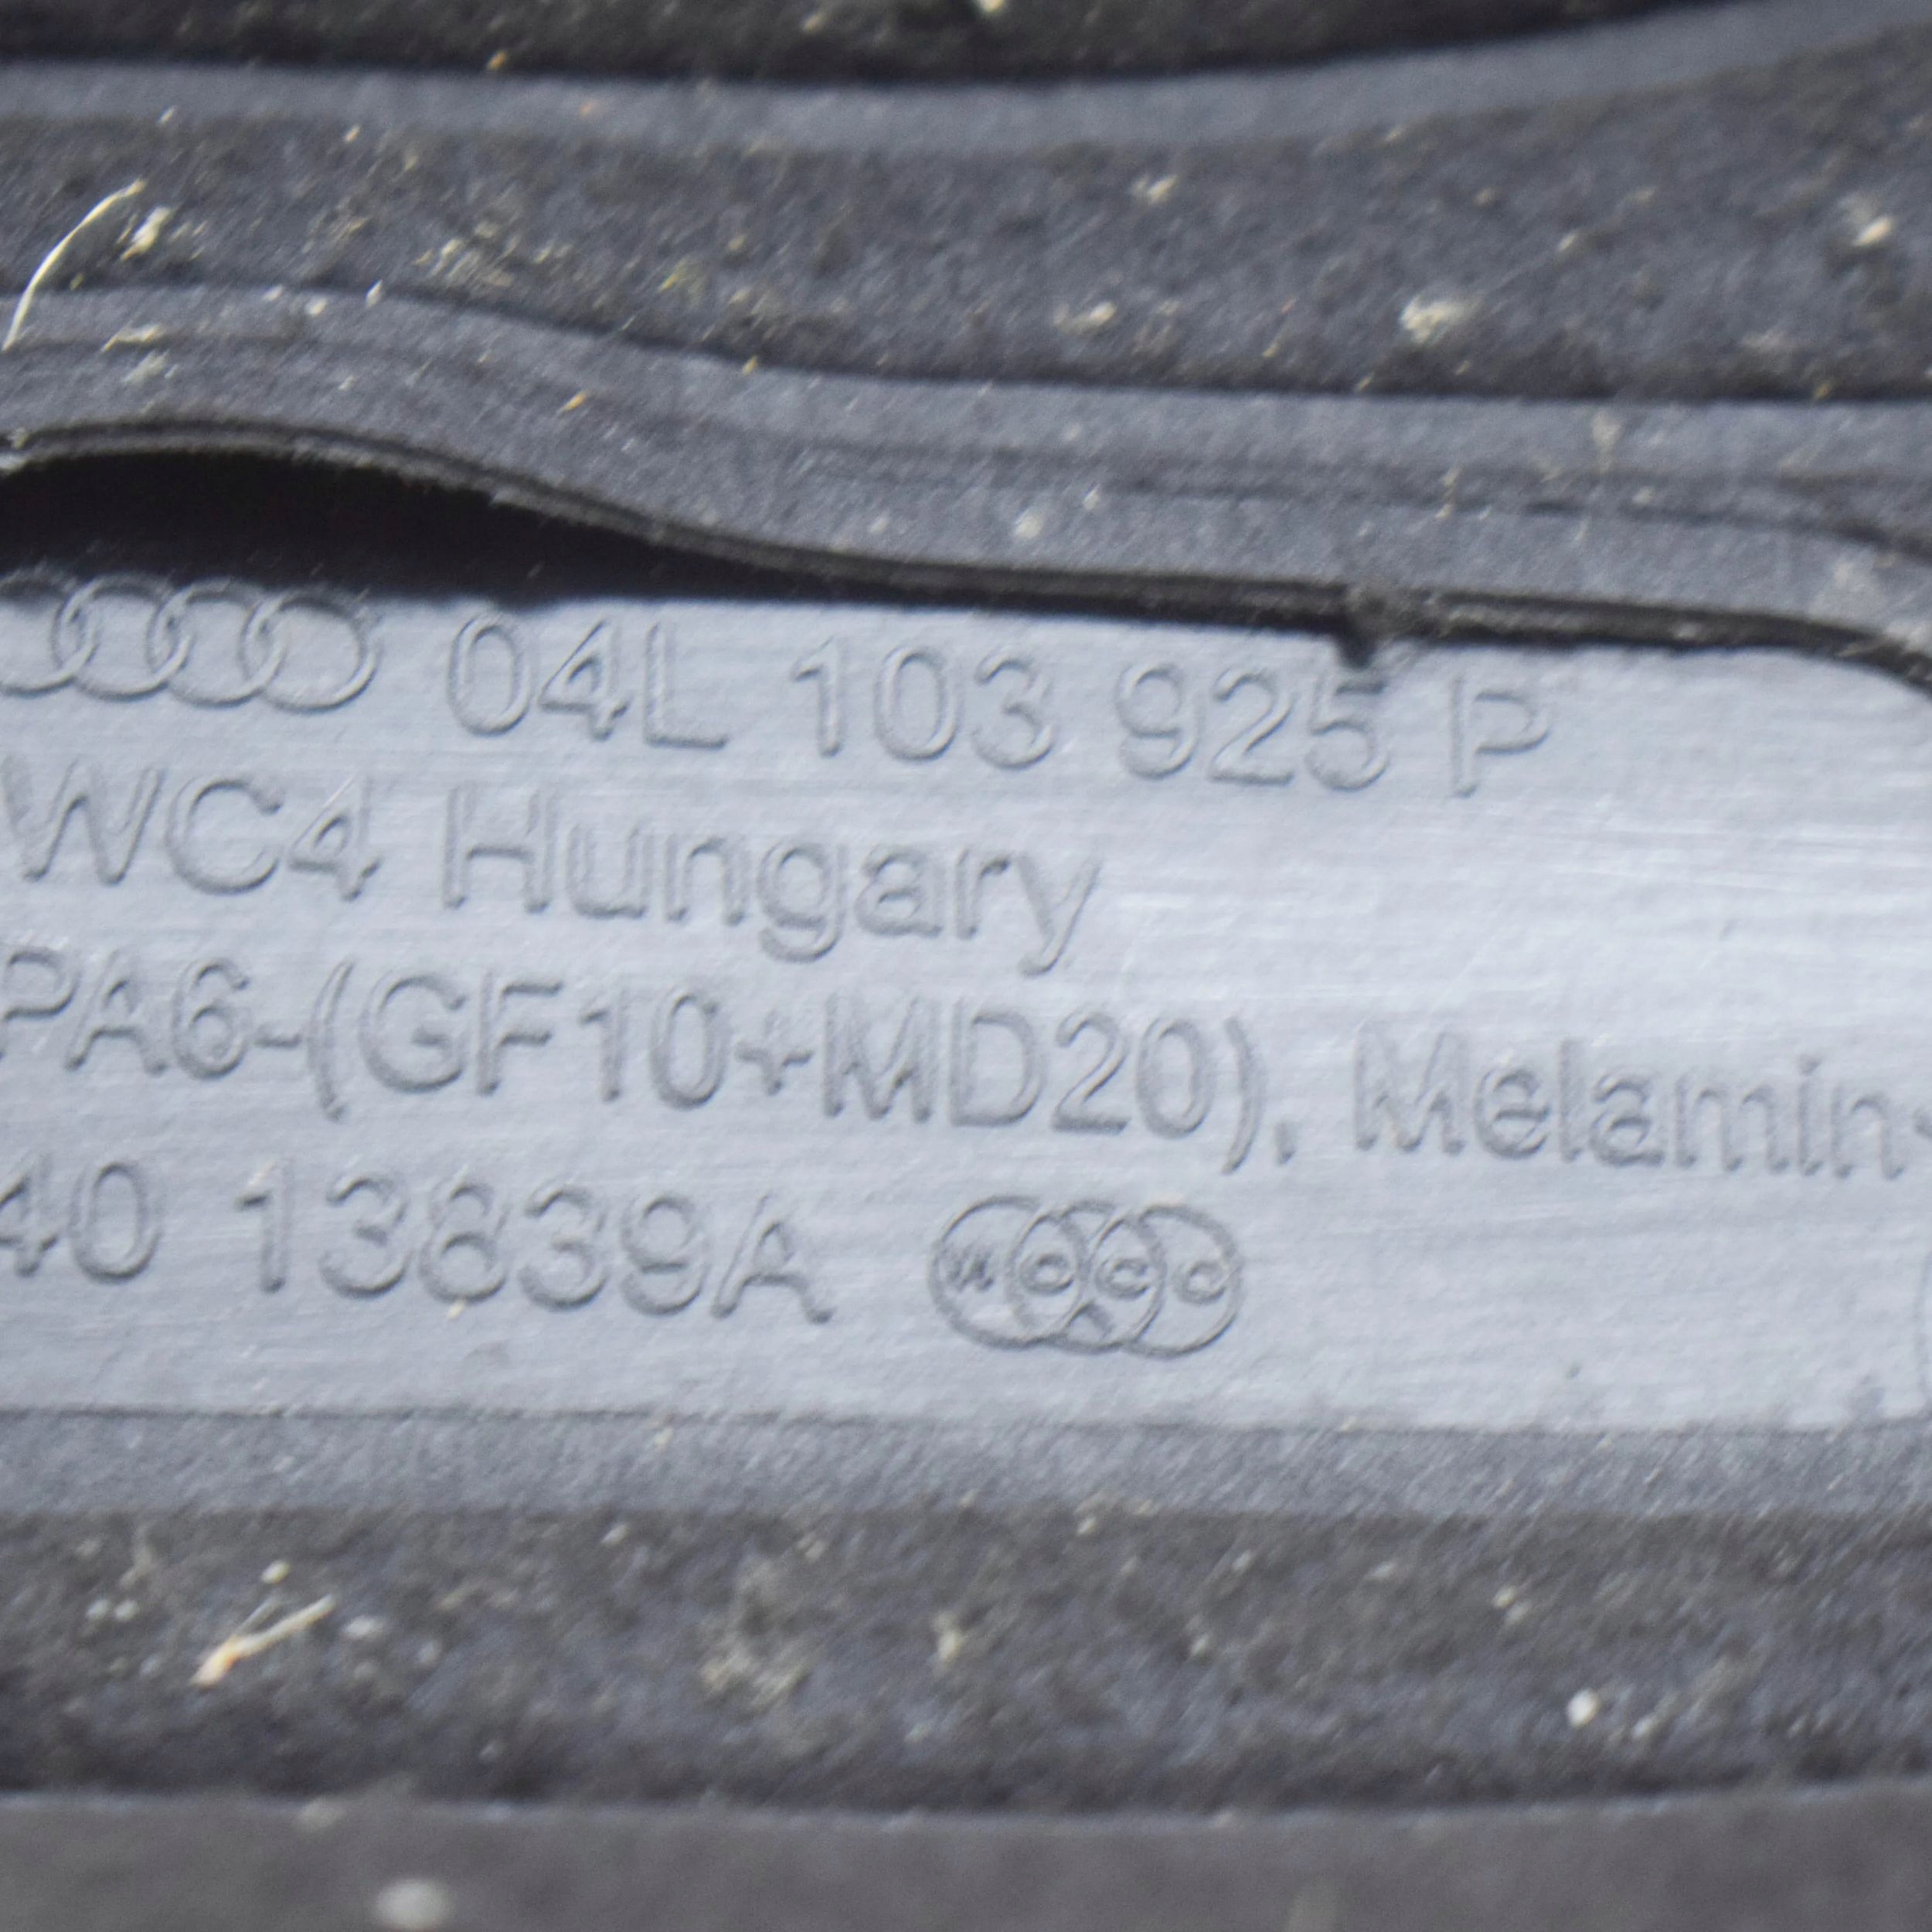 04L 103 925 P
WC4 Hungary
PA6-(GF10+MD20), Melamin-
40 13839A